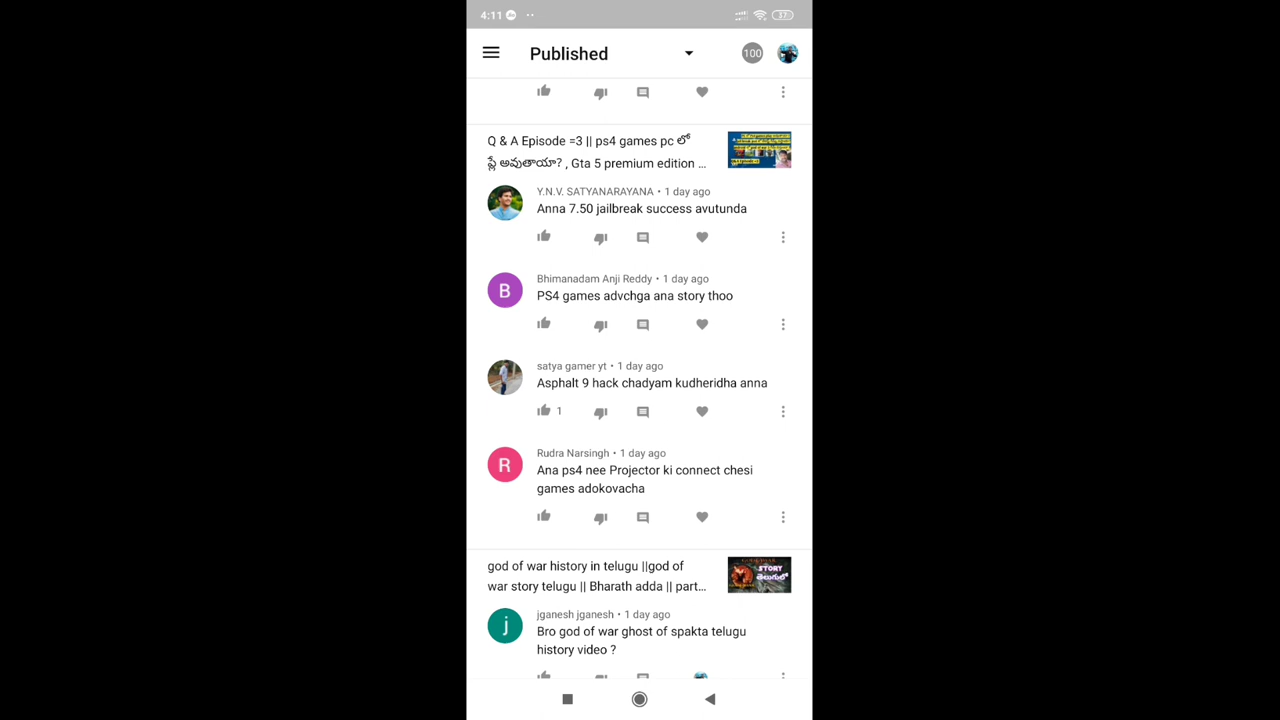 4:11
37
Published
100
Q & A Episode =3 || ps4 games pc లో
ప్లే అవుతాయా? , Gta 5 premium edition ...
Y.N.V. SATYANARAYANA • 1 day ago
Anna 7.50 jailbreak success avutunda
Bhimanadam Anji Reddy • 1 day ago
B
PS4 games advchga ana story thoo
satya gamer yt • 1 day ago
Asphalt 9 hack chadyam kudheridha anna
1
Rudra Narsingh • 1 day ago
R
Ana ps4 nee Projector ki connect chesi
games adokovacha
god of war history in telugu ||god of
war story telugu || Bharath adda || part...
STORY
తెలుగులో
jganesh jganesh • 1 day ago
j
Bro god of war ghost of spakta telugu
history video ?